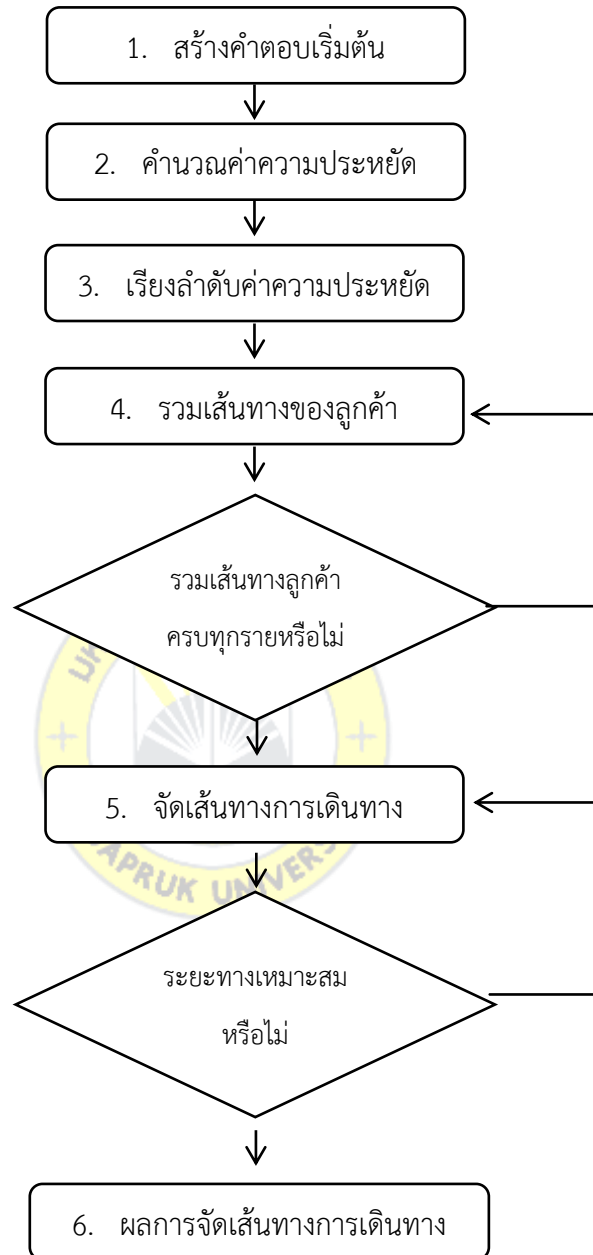 1. สร้างคำตอบเริ่มต้น
2. คำนวณค่าความประหยัด
3. เรียงลำดับค่าความประหยัด
4. รวมเส้นทางของลูกค้า
รวมเส้นทางลูกค้า
ครบทุกรายหรือไม่
5. จัดเส้นทางการเดินทาง
ระยะทางเหมาะสม
หรือไม่
6. ผลการจัดเส้นทางการเดินทาง